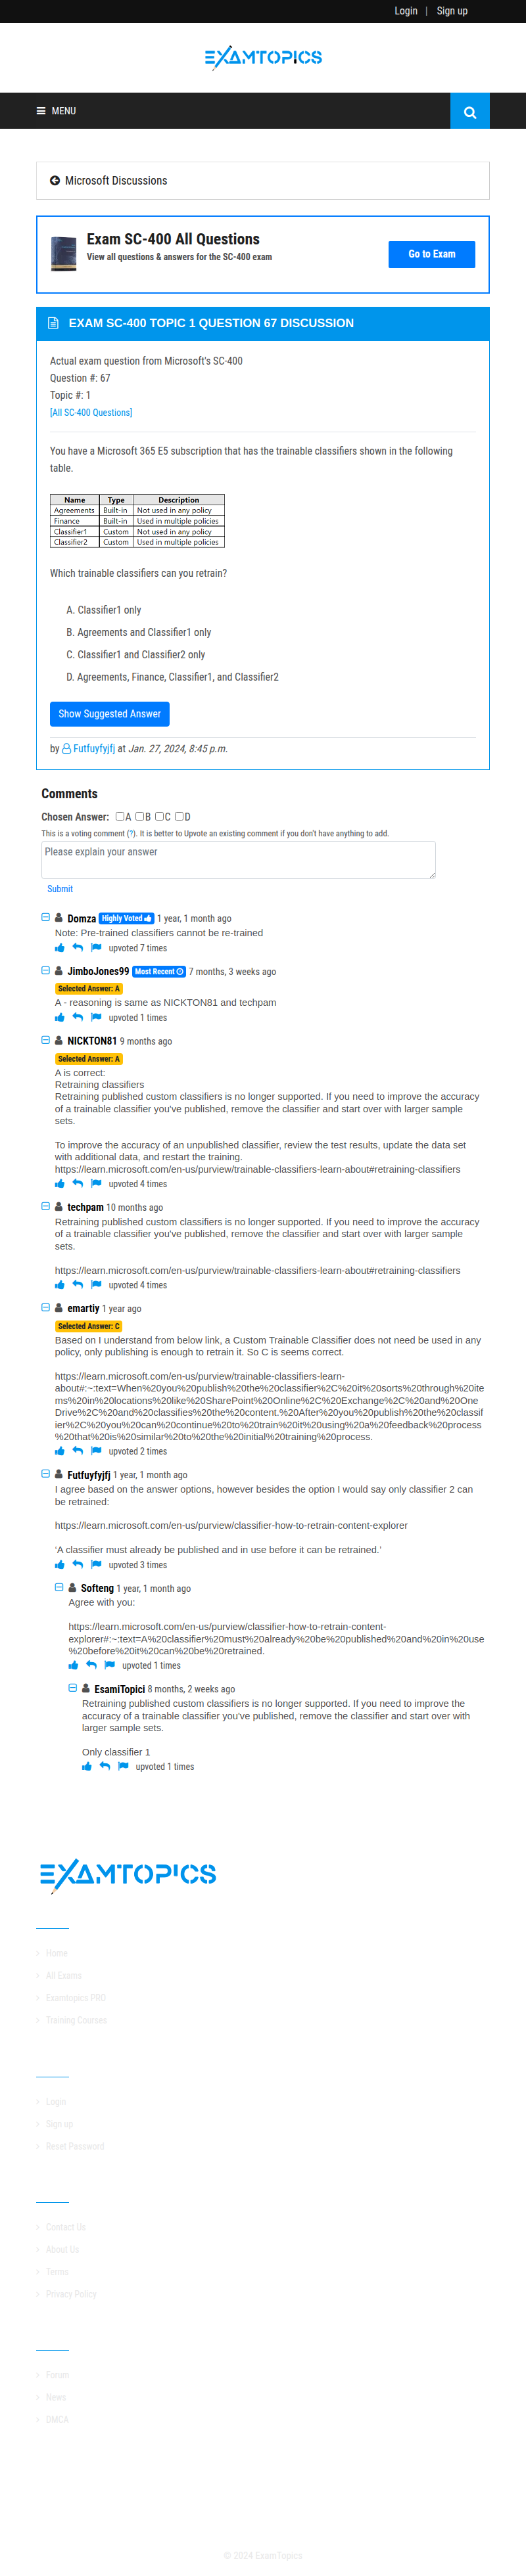 Login | Sign up
EXAMTOPICS
MENU
Microsoft Discussions
Exam SC-400 All Questions
View all questions & answers for the SC-400 exam
Go to Exam
EXAM SC-400 TOPIC 1 QUESTION 67 DISCUSSION
Actual exam question from Microsoft's SC-400
Question #: 67
Topic #: 1
[All SC-400 Questions]
You have a Microsoft 365 E5 subscription that has the trainable classifiers shown in the following
table.
Name Type Description
Agreements Built-in Not used in any policy
Finance Built-in Used in multiple policies
Classifier1 Custom Not used in any policy
Classifier2 Custom Used in multiple policies
Which trainable classifiers can you retrain?
A. Classifier1 only
B. Agreements and Classifier1 only
C. Classifier1 and Classifier2 only
D. Agreements, Finance, Classifier1, and Classifier2
Show Suggested Answer
by Futfuyfyjfj at Jan. 27, 2024, 8:45 p.m.
Comments
Chosen Answer: A B C D
This is a voting comment (?). It is better to Upvote an existing comment if you don't have anything to add.
Please explain your answer
Submit
Domza Highly Voted 1 year, 1 month ago
Note: Pre-trained classifiers cannot be re-trained
upvoted 7 times
JimboJones99 Most Recent 7 months, 3 weeks ago
Selected Answer: A
A - reasoning is same as NICKTON81 and techpam
upvoted 1 times
NICKTON81 9 months ago
Selected Answer: A
A is correct:
Retraining classifiers
Retraining published custom classifiers is no longer supported. If you need to improve the accuracy
of a trainable classifier you've published, remove the classifier and start over with larger sample
sets.
To improve the accuracy of an unpublished classifier, review the test results, update the data set
with additional data, and restart the training.
https://learn.microsoft.com/en-us/purview/trainable-classifiers-learn-about#retraining-classifiers
upvoted 4 times
techpam 10 months ago
Retraining published custom classifiers is no longer supported. If you need to improve the accuracy
of a trainable classifier you've published, remove the classifier and start over with larger sample
sets.
https://learn.microsoft.com/en-us/purview/trainable-classifiers-learn-about#retraining-classifiers
upvoted 4 times
emartiy 1 year ago
Selected Answer: C
Based on I understand from below link, a Custom Trainable Classifier does not need be used in any
policy, only publishing is enough to retrain it. So C is seems correct.
https://learn.microsoft.com/en-us/purview/trainable-classifiers-learn-
about#:~:text=When%20you%20publish%20the%20classifier%2C%20it%20sorts%20through%20ite
ms%20in%20locations%20like%20SharePoint%20Online%2C%20Exchange%2C%20and%20One
Drive%2C%20and%20classifies%20the%20content.%20After%20you%20publish%20the%20classif
ier%2C%20you%20can%20continue%20to%20train%20it%20using%20a%20feedback%20process
%20that%20is%20similar%20to%20the%20initial%20training%20process.
upvoted 2 times
Futfuyfyjfj 1 year, 1 month ago
I agree based on the answer options, however besides the option I would say only classifier 2 can
be retrained:
https://learn.microsoft.com/en-us/purview/classifier-how-to-retrain-content-explorer
'A classifier must already be published and in use before it can be retrained.'
upvoted 3 times
Softeng 1 year, 1 month ago
Agree with you:
https://learn.microsoft.com/en-us/purview/classifier-how-to-retrain-content-
explorer#:~:text=A%20classifier%20must%20already%20be%20published%20and%20in%20use
%20before%20it%20can%20be%20retrained.
upvoted 1 times
EsamiTopici 8 months, 2 weeks ago
Retraining published custom classifiers is no longer supported. If you need to improve the
accuracy of a trainable classifier you've published, remove the classifier and start over with
larger sample sets.
Only classifier 1
upvoted 1 times
EXAMTOPICS
Home
All Exams
Examtopics PRO
Training Courses
Login
Sign up
Reset Password
Contact Us
About Us
Terms
Privacy Policy
Forum
News
DMCA
© 2024 ExamTopics